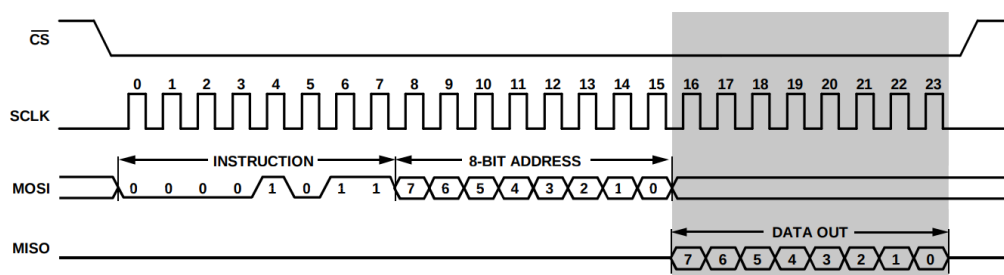 CS
0 1 2 3 4 5 6 7 8 9 10 11 12 13 14 15 16 17 18 19 20 21 22 23
SCLK
INSTRUCTION 8-BIT ADDRESS
MOSI 0 0 0 0 1 0 1 1 7 6 5 4 3 2 1 0
DATA OUT
MISO 7 6 5 4 3 2 1 0